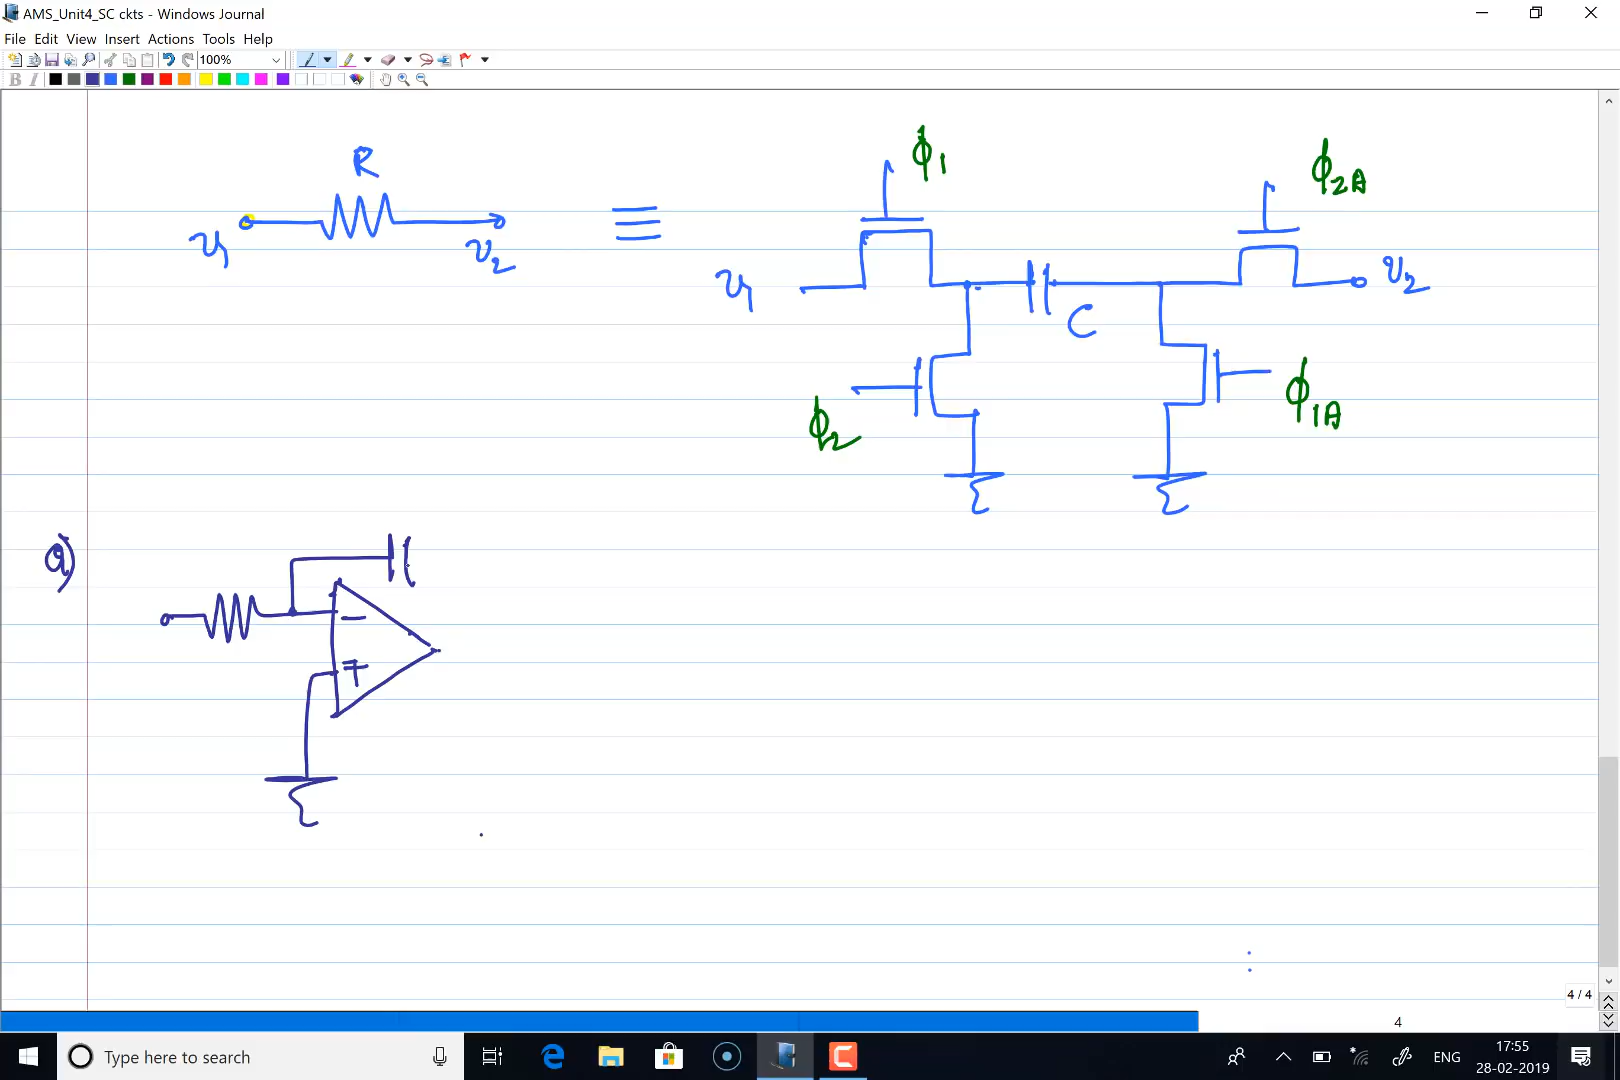 AMS_Unit4_SC ckts - Windows Journal
File Edit View Insert Actions Tools Help
100%
B I
R
v1
v2
≡
ϕ1
ϕ2A
v1
v2
C
ϕ2
ϕ1A
a)
−
+
4 / 4
4
Type here to search
ENG
17:55
28-02-2019